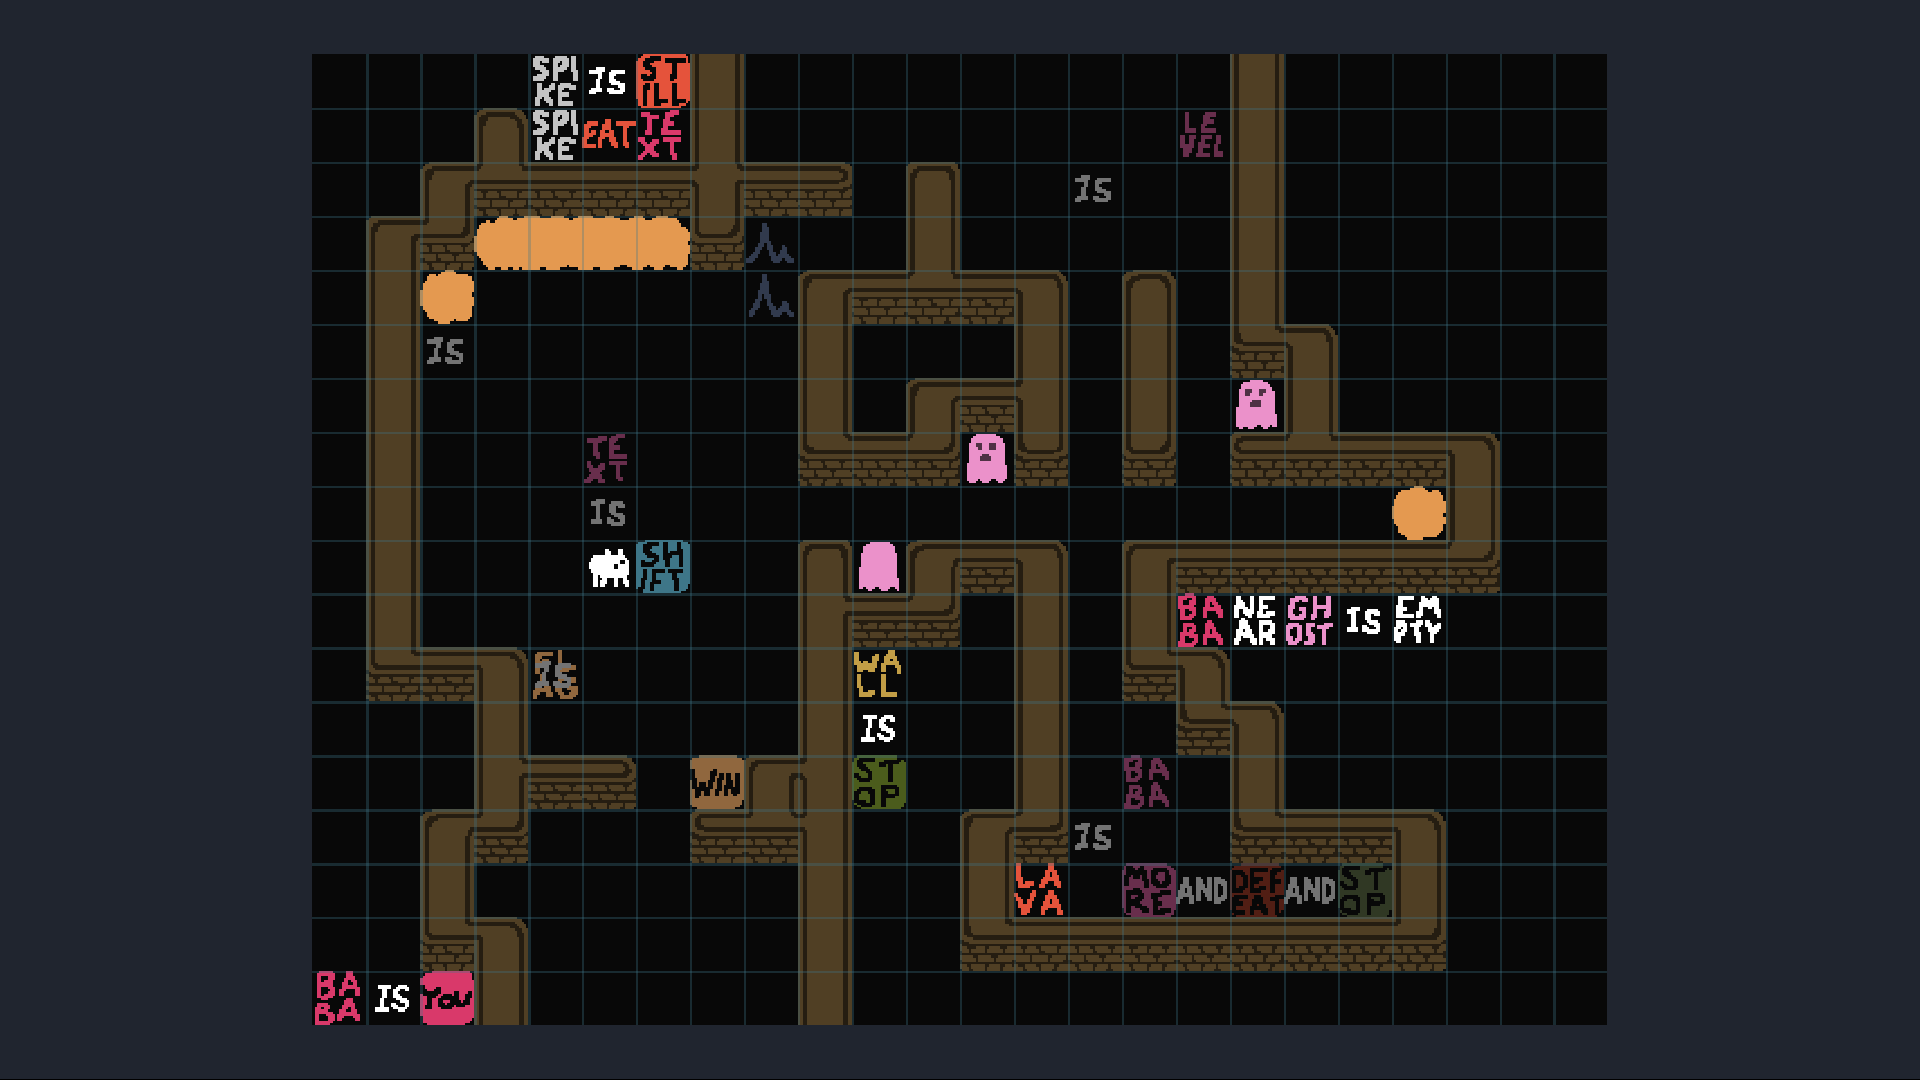 SPIKE IS STILL
SPIKE EAT TEXT
LEVEL
IS
IS
TEXT
IS
SHIFT
BABA NEAR GHOST IS EMPTY
WALL
IS
WIN
STOP
BABA
IS
LAVA
MORE AND DEFEAT AND STOP
BABA IS YOU